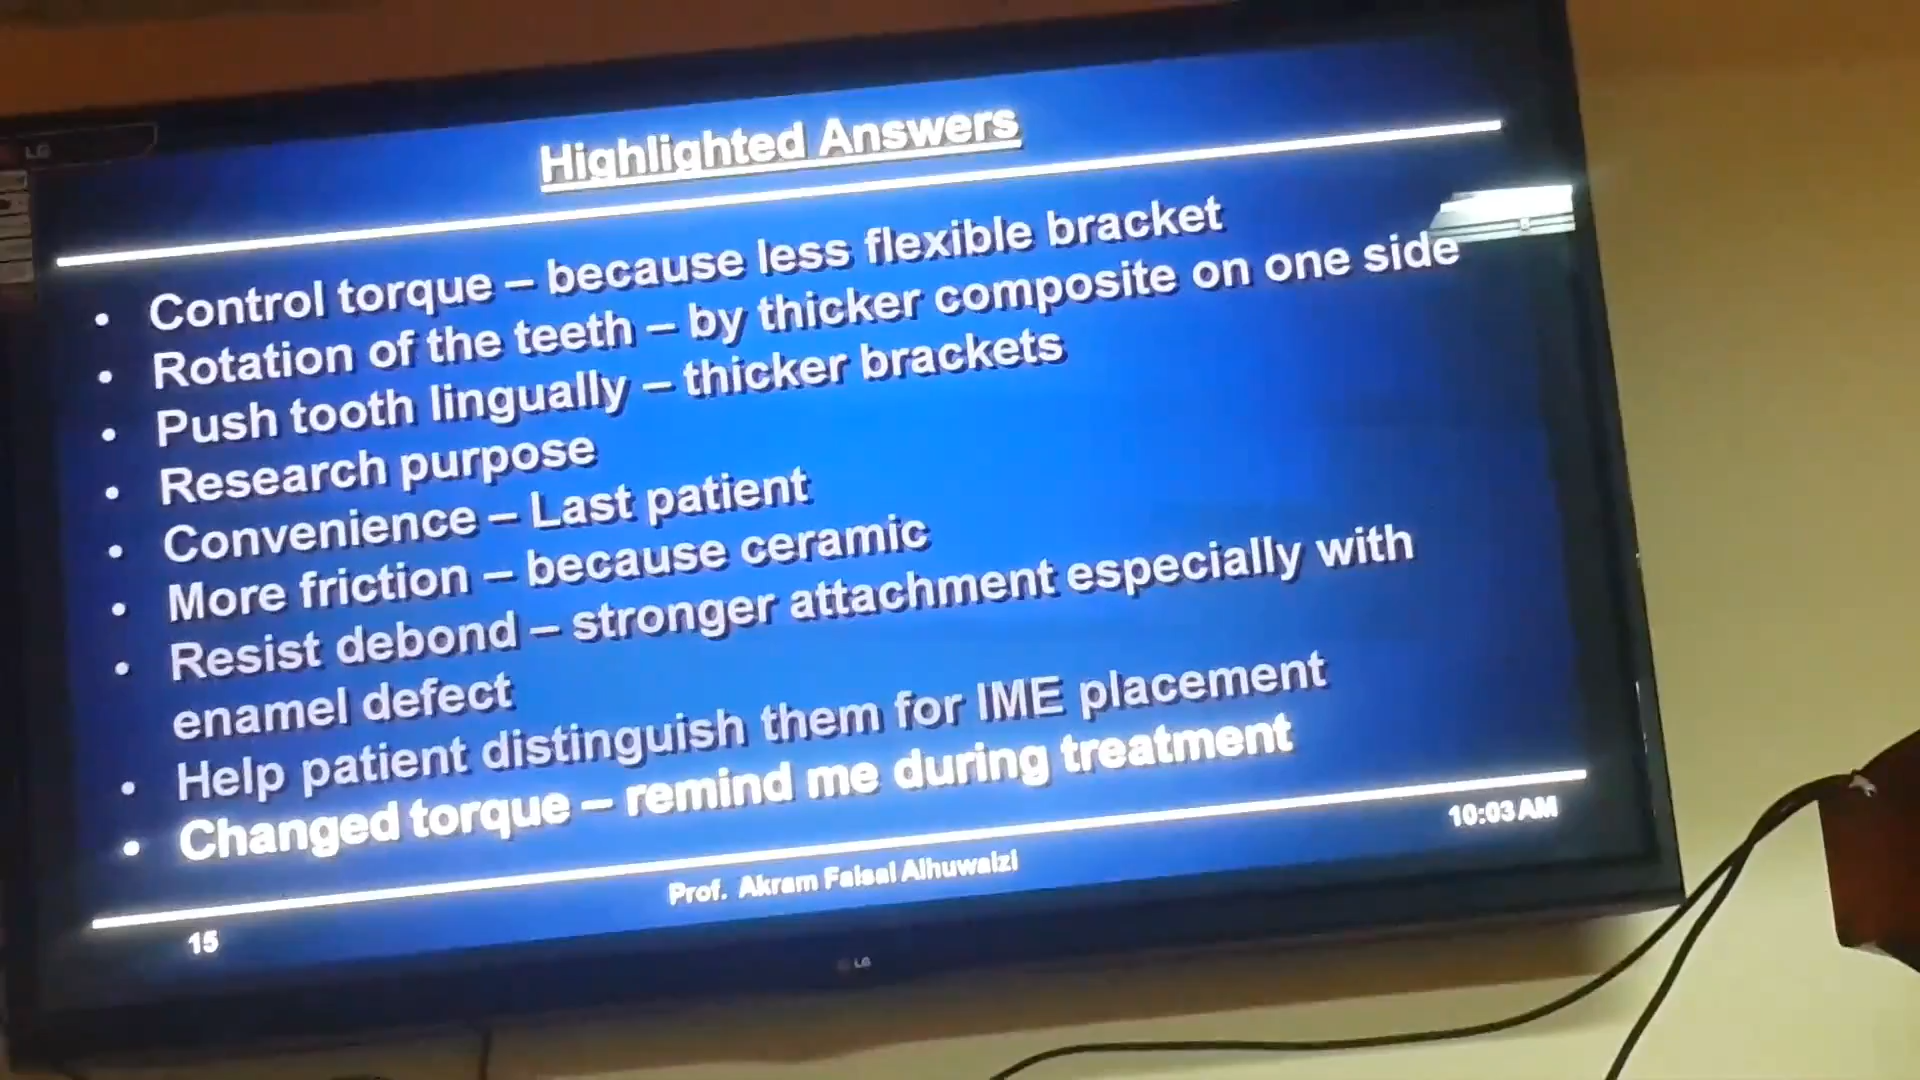 LG
Highlighted Answers
• Control torque – because less flexible bracket
• Rotation of the teeth – by thicker composite on one side
• Push tooth lingually – thicker brackets
• Research purpose
• Convenience – Last patient
• More friction – because ceramic
• Resist debond – stronger attachment especially with
enamel defect
• Help patient distinguish them for IME placement
• Changed torque – remind me during treatment
10:03 AM
Prof. Akram Faisal Alhuwaizi
15
LG